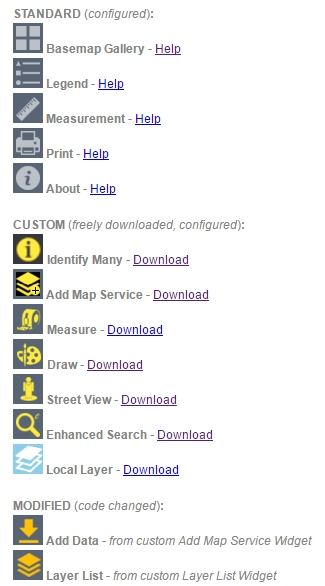 STANDARD (configured):
Basemap Gallery - Help
Legend - Help
Measurement - Help
Print - Help
About - Help
CUSTOM (freely downloaded, configured):
Identify Many - Download
Add Map Service - Download
Measure - Download
Draw - Download
Street View - Download
Enhanced Search - Download
Local Layer - Download
MODIFIED (code changed):
Add Data - from custom Add Map Service Widget
Layer List - from custom Layer List Widget